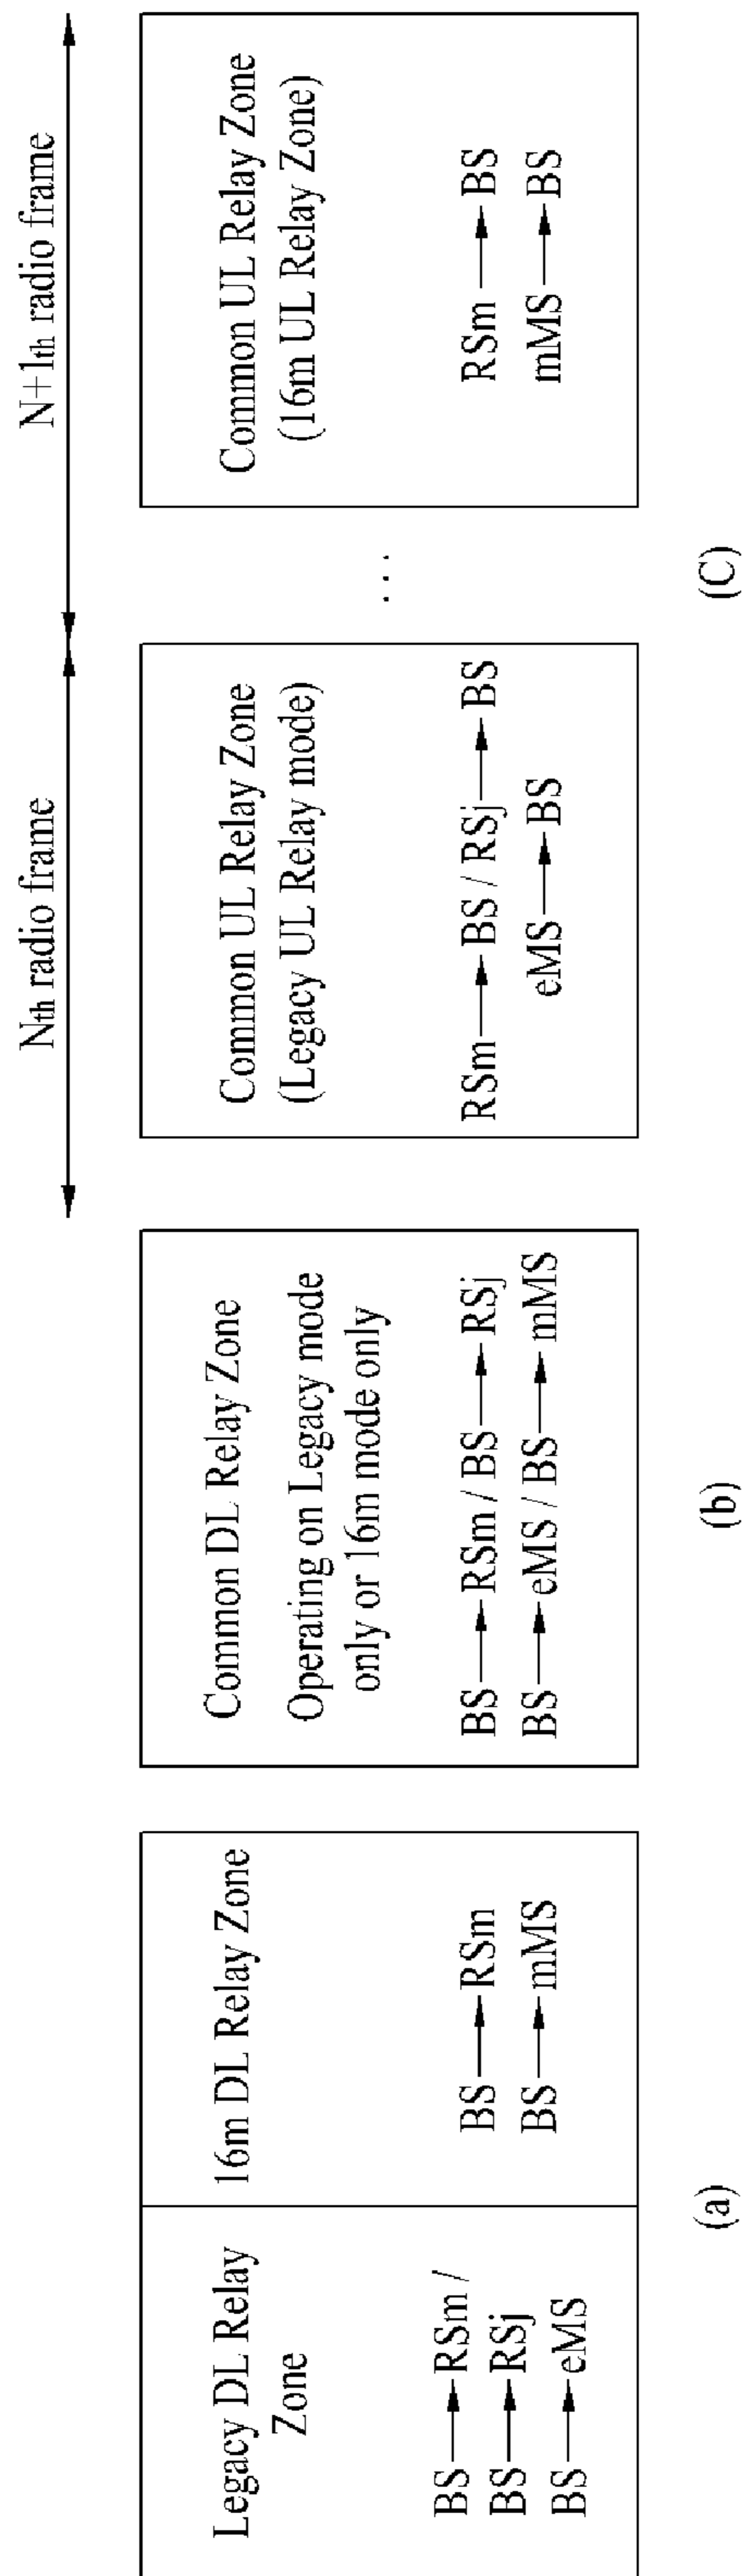 Legacy DL Relay
Zone
BS → RSm /
BS → RSj
BS → eMS
16m DL Relay Zone
BS → RSm
BS → mMS
(a)
Common DL Relay Zone
Operating on Legacy mode
only or 16m mode only
BS → RSm / BS → RSj
BS → eMS / BS → mMS
(b)
Nth radio frame
Common UL Relay Zone
(Legacy UL Relay mode)
RSm → BS / RSj → BS
eMS → BS
...
N+1th radio frame
Common UL Relay Zone
(16m UL Relay Zone)
RSm → BS
mMS → BS
(C)